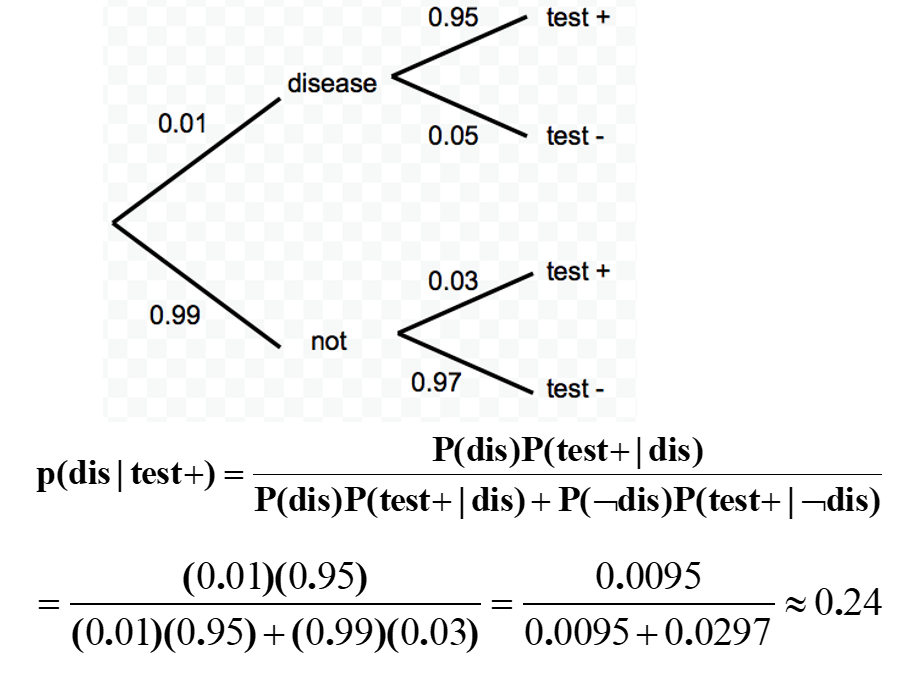 0.95 test +
disease
0.01
0.05 test -
0.03 test +
0.99
not
0.97 test -
p(dis | test+) = P(dis)P(test+ | dis) / P(dis)P(test+ | dis) + P(¬dis)P(test+ | ¬dis)
= (0.01)(0.95) / (0.01)(0.95) + (0.99)(0.03) = 0.0095 / 0.0095 + 0.0297 ≈ 0.24